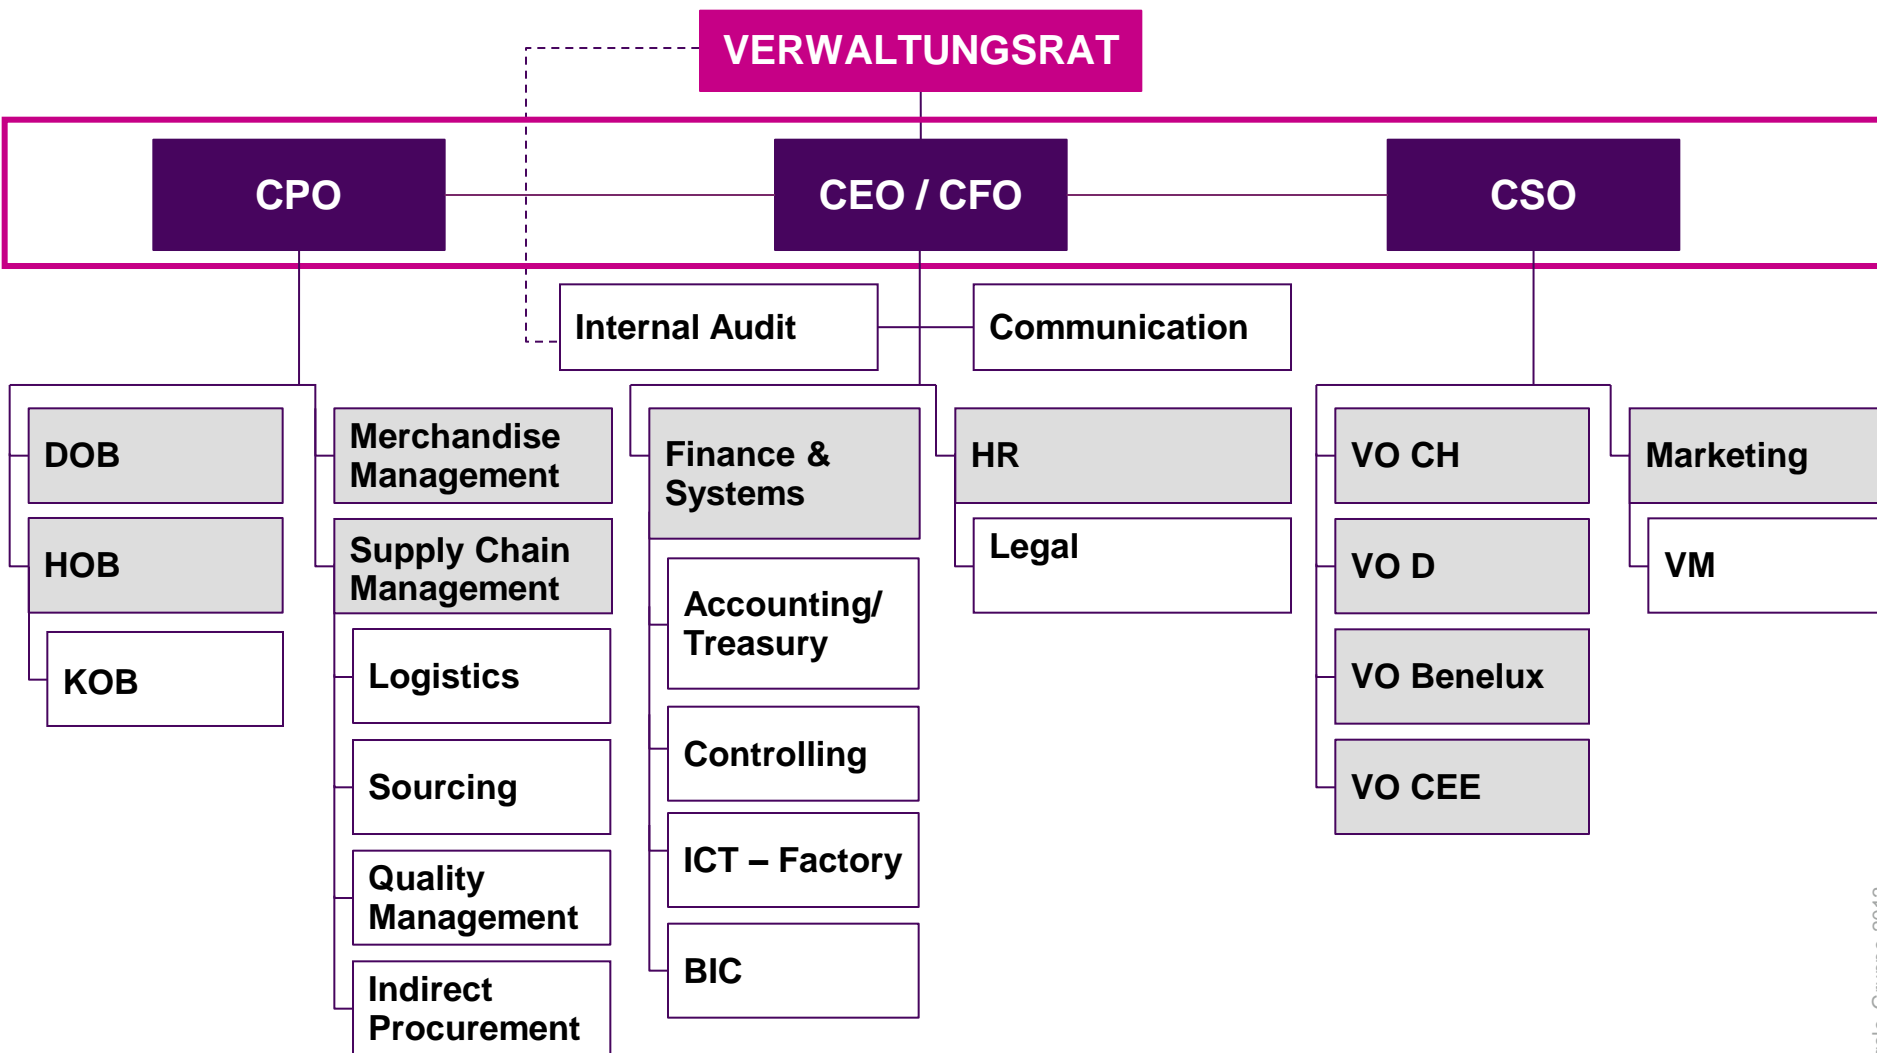 VERWALTUNGSRAT
CPO
CEO / CFO
CSO
Internal Audit
Communication
DOB
HOB
KOB
Merchandise
Management
Supply Chain
Management
Logistics
Sourcing
Quality
Management
Indirect
Procurement
Finance &
Systems
Accounting/
Treasury
Controlling
ICT – Factory
BIC
HR
Legal
VO CH
VO D
VO Benelux
VO CEE
Marketing
VM